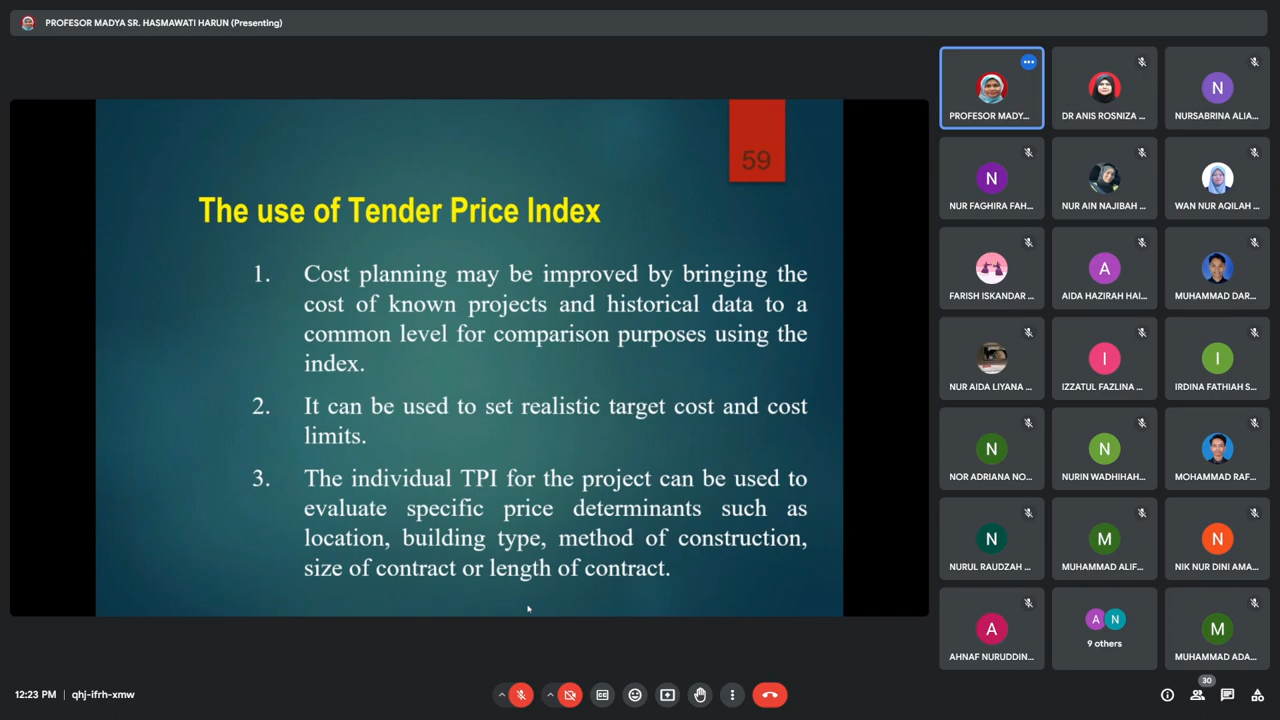 PROFESOR MADYA SR. HASMAWATI HARUN (Presenting)
59
The use of Tender Price Index
1. Cost planning may be improved by bringing the
cost of known projects and historical data to a
common level for comparison purposes using the
index.
2. It can be used to set realistic target cost and cost
limits.
3. The individual TPI for the project can be used to
evaluate specific price determinants such as
location, building type, method of construction,
size of contract or length of contract.
PROFESOR MADY...
DR ANIS ROSNIZA ...
N
NURSABRINA ALIA...
N
NUR FAGHIRA FAH...
NUR AIN NAJIBAH ...
WAN NUR AQILAH ...
FARISH ISKANDAR ...
A
AIDA HAZIRAH HAI...
MUHAMMAD DAR...
NUR AIDA LIYANA ...
I
IZZATUL FAZLINA ...
I
IRDINA FATHIAH S...
N
NOR ADRIANA NO...
N
NURIN WADHIHAH...
MOHAMMAD RAF...
N
NURUL RAUDZAH ...
M
MUHAMMAD ALIF...
N
NIK NUR DINI AMA...
A
AHNAF NURUDDIN...
A N
9 others
M
MUHAMMAD ADA...
12:23 PM | qhj-ifrh-xmw
30